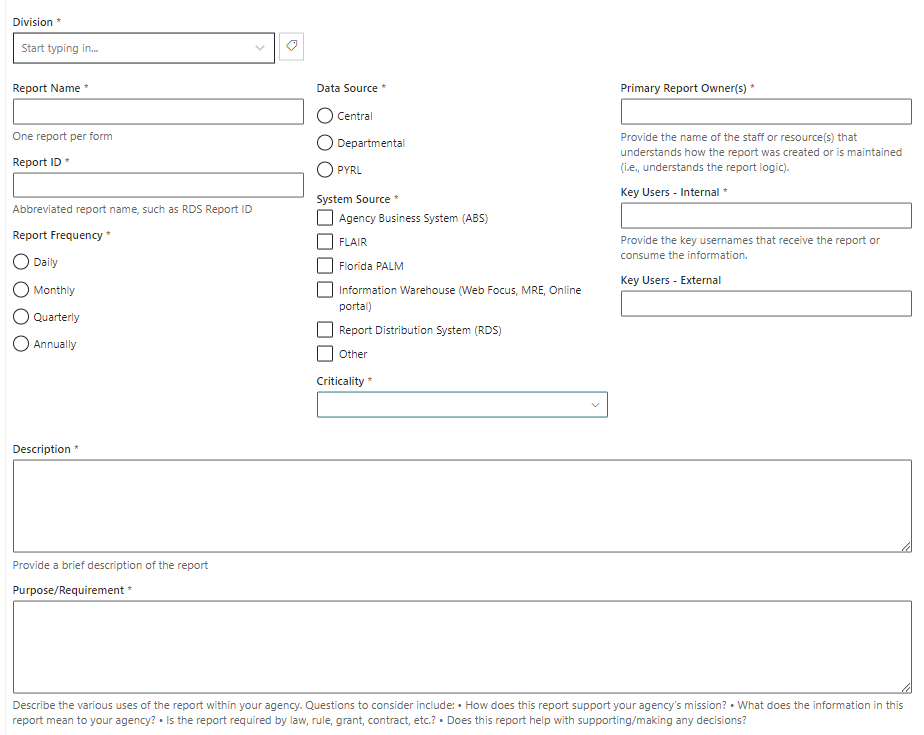 Division *
Start typing in...
Report Name *
One report per form
Report ID *
Abbreviated report name, such as RDS Report ID
Report Frequency *
Daily
Monthly
Quarterly
Annually
Data Source *
Central
Departmental
PYRL
System Source *
Agency Business System (ABS)
FLAIR
Florida PALM
Information Warehouse (Web Focus, MRE, Online
portal)
Report Distribution System (RDS)
Other
Criticality *
Primary Report Owner(s) *
Provide the name of the staff or resource(s) that
understands how the report was created or is maintained
(i.e., understands the report logic).
Key Users - Internal *
Provide the key usernames that receive the report or
consume the information.
Key Users - External
Description *
Provide a brief description of the report
Purpose/Requirement *
Describe the various uses of the report within your agency. Questions to consider include: • How does this report support your agency's mission? • What does the information in this
report mean to your agency? • Is the report required by law, rule, grant, contract, etc.? • Does this report help with supporting/making any decisions?